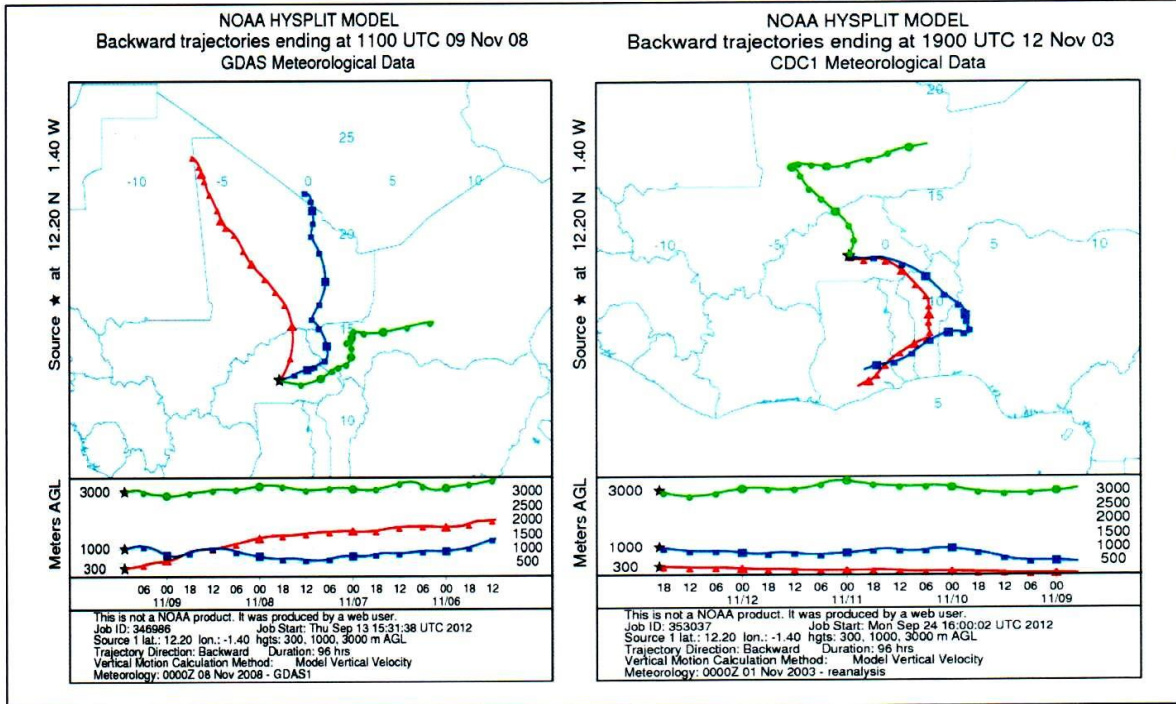 NOAA HYSPLIT MODEL
Backward trajectories ending at 1100 UTC 09 Nov 08
GDAS Meteorological Data
Source ★ at 12.20 N 1.40 W
25
-10
-5
0
5
10
20
15
10
Meters AGL
3000
1000
300
3000
2500
2000
1500
1000
500
06 00 18 12 06 00 18 12 06 00 18 12 06 00 18 12
11/09 11/08 11/07 11/06
This is not a NOAA product. It was produced by a web user.
Job ID: 346986 Job Start: Thu Sep 13 15:31:38 UTC 2012
Source 1 lat.: 12.20 lon.: -1.40 hgts: 300, 1000, 3000 m AGL
Trajectory Direction: Backward Duration: 96 hrs
Vertical Motion Calculation Method: Model Vertical Velocity
Meteorology: 0000Z 08 Nov 2008 - GDAS1
NOAA HYSPLIT MODEL
Backward trajectories ending at 1900 UTC 12 Nov 03
CDC1 Meteorological Data
Source ★ at 12.20 N 1.40 W
20
15
-10
-5
0
5
10
10
5
Meters AGL
3000
1000
300
3000
2500
2000
1500
1000
500
18 12 06 00 18 12 06 00 18 12 06 00 18 12 06 00
11/12 11/11 11/10 11/09
This is not a NOAA product. It was produced by a web user.
Job ID: 353037 Job Start: Mon Sep 24 16:00:02 UTC 2012
Source 1 lat.: 12.20 lon.: -1.40 hgts: 300, 1000, 3000 m AGL
Trajectory Direction: Backward Duration: 96 hrs
Vertical Motion Calculation Method: Model Vertical Velocity
Meteorology: 0000Z 01 Nov 2003 - reanalysis